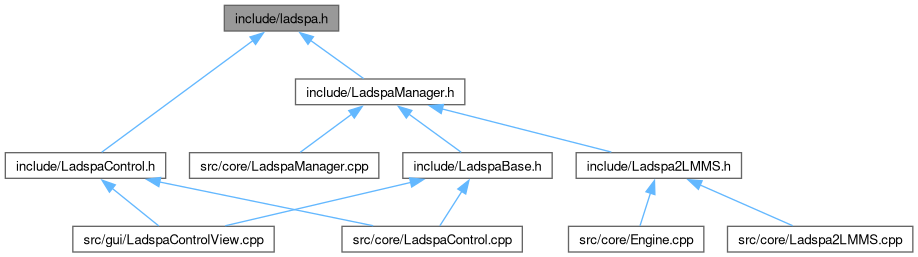 include/ladspa.h
include/LadspaManager.h
include/LadspaControl.h
src/core/LadspaManager.cpp
include/LadspaBase.h
include/Ladspa2LMMS.h
src/gui/LadspaControlView.cpp
src/core/LadspaControl.cpp
src/core/Engine.cpp
src/core/Ladspa2LMMS.cpp